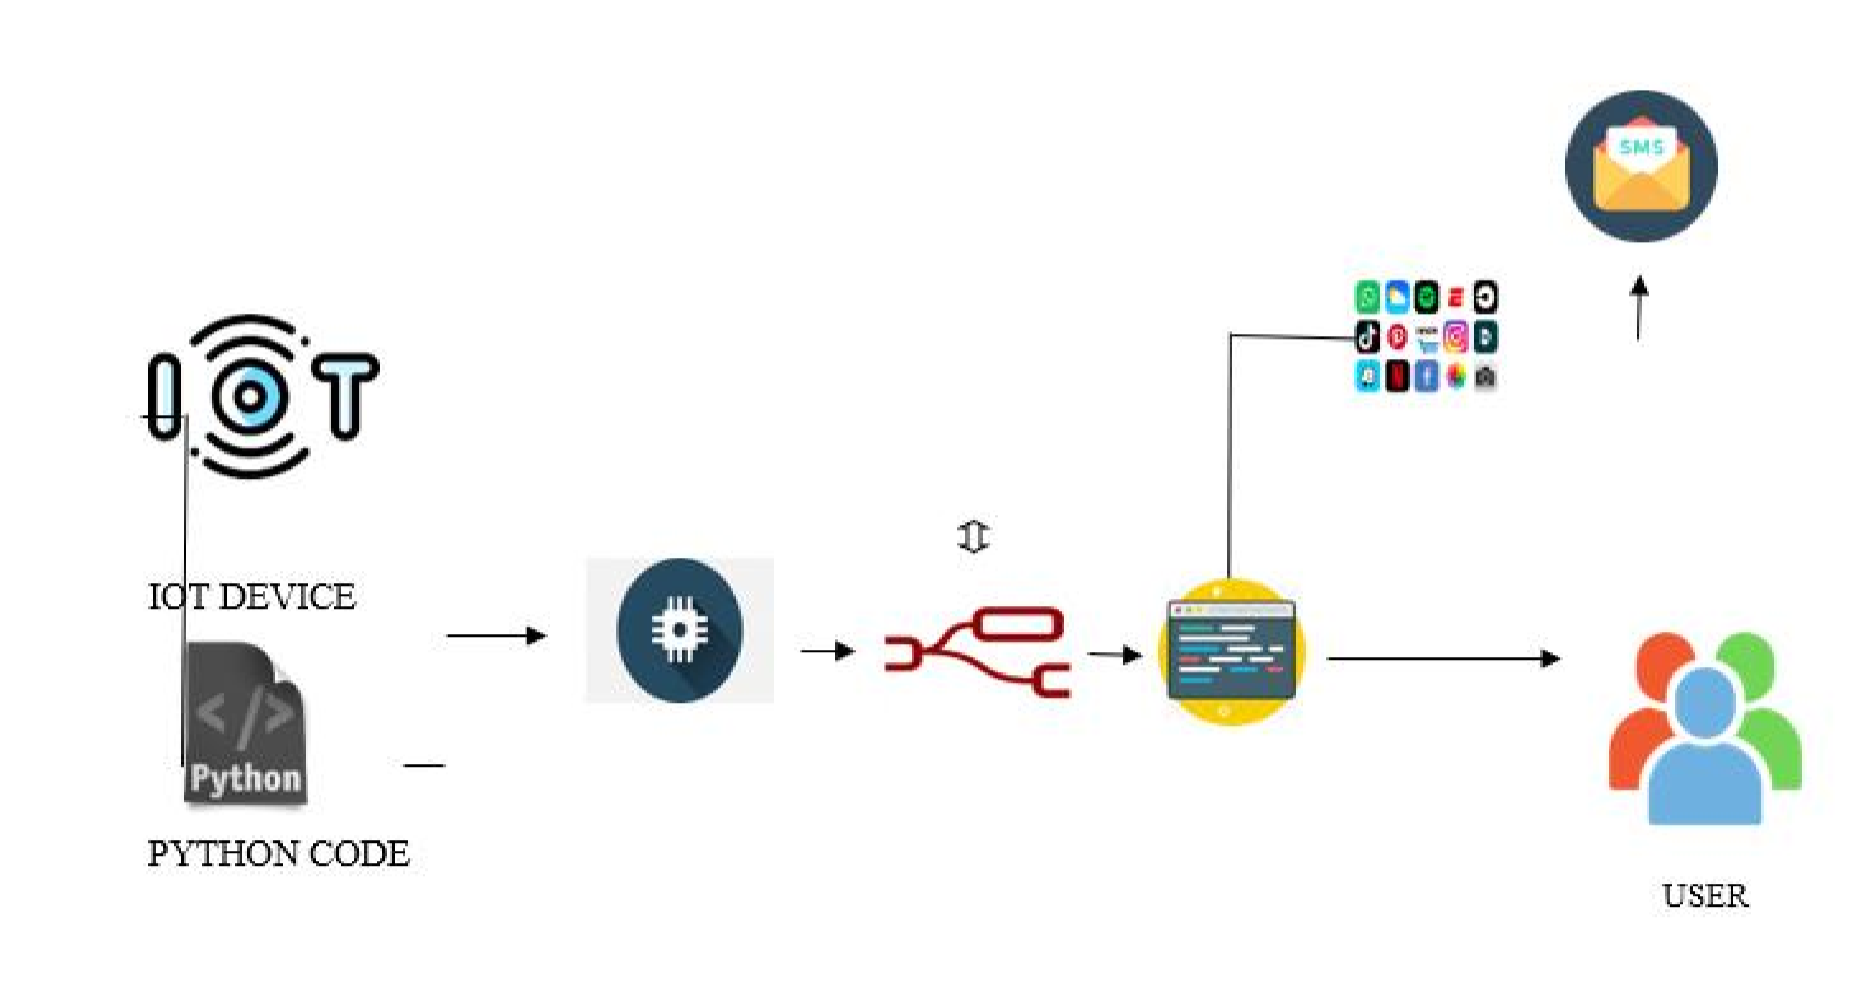 SMS
IOT
IOT DEVICE
</>
Python
PYTHON CODE
USER